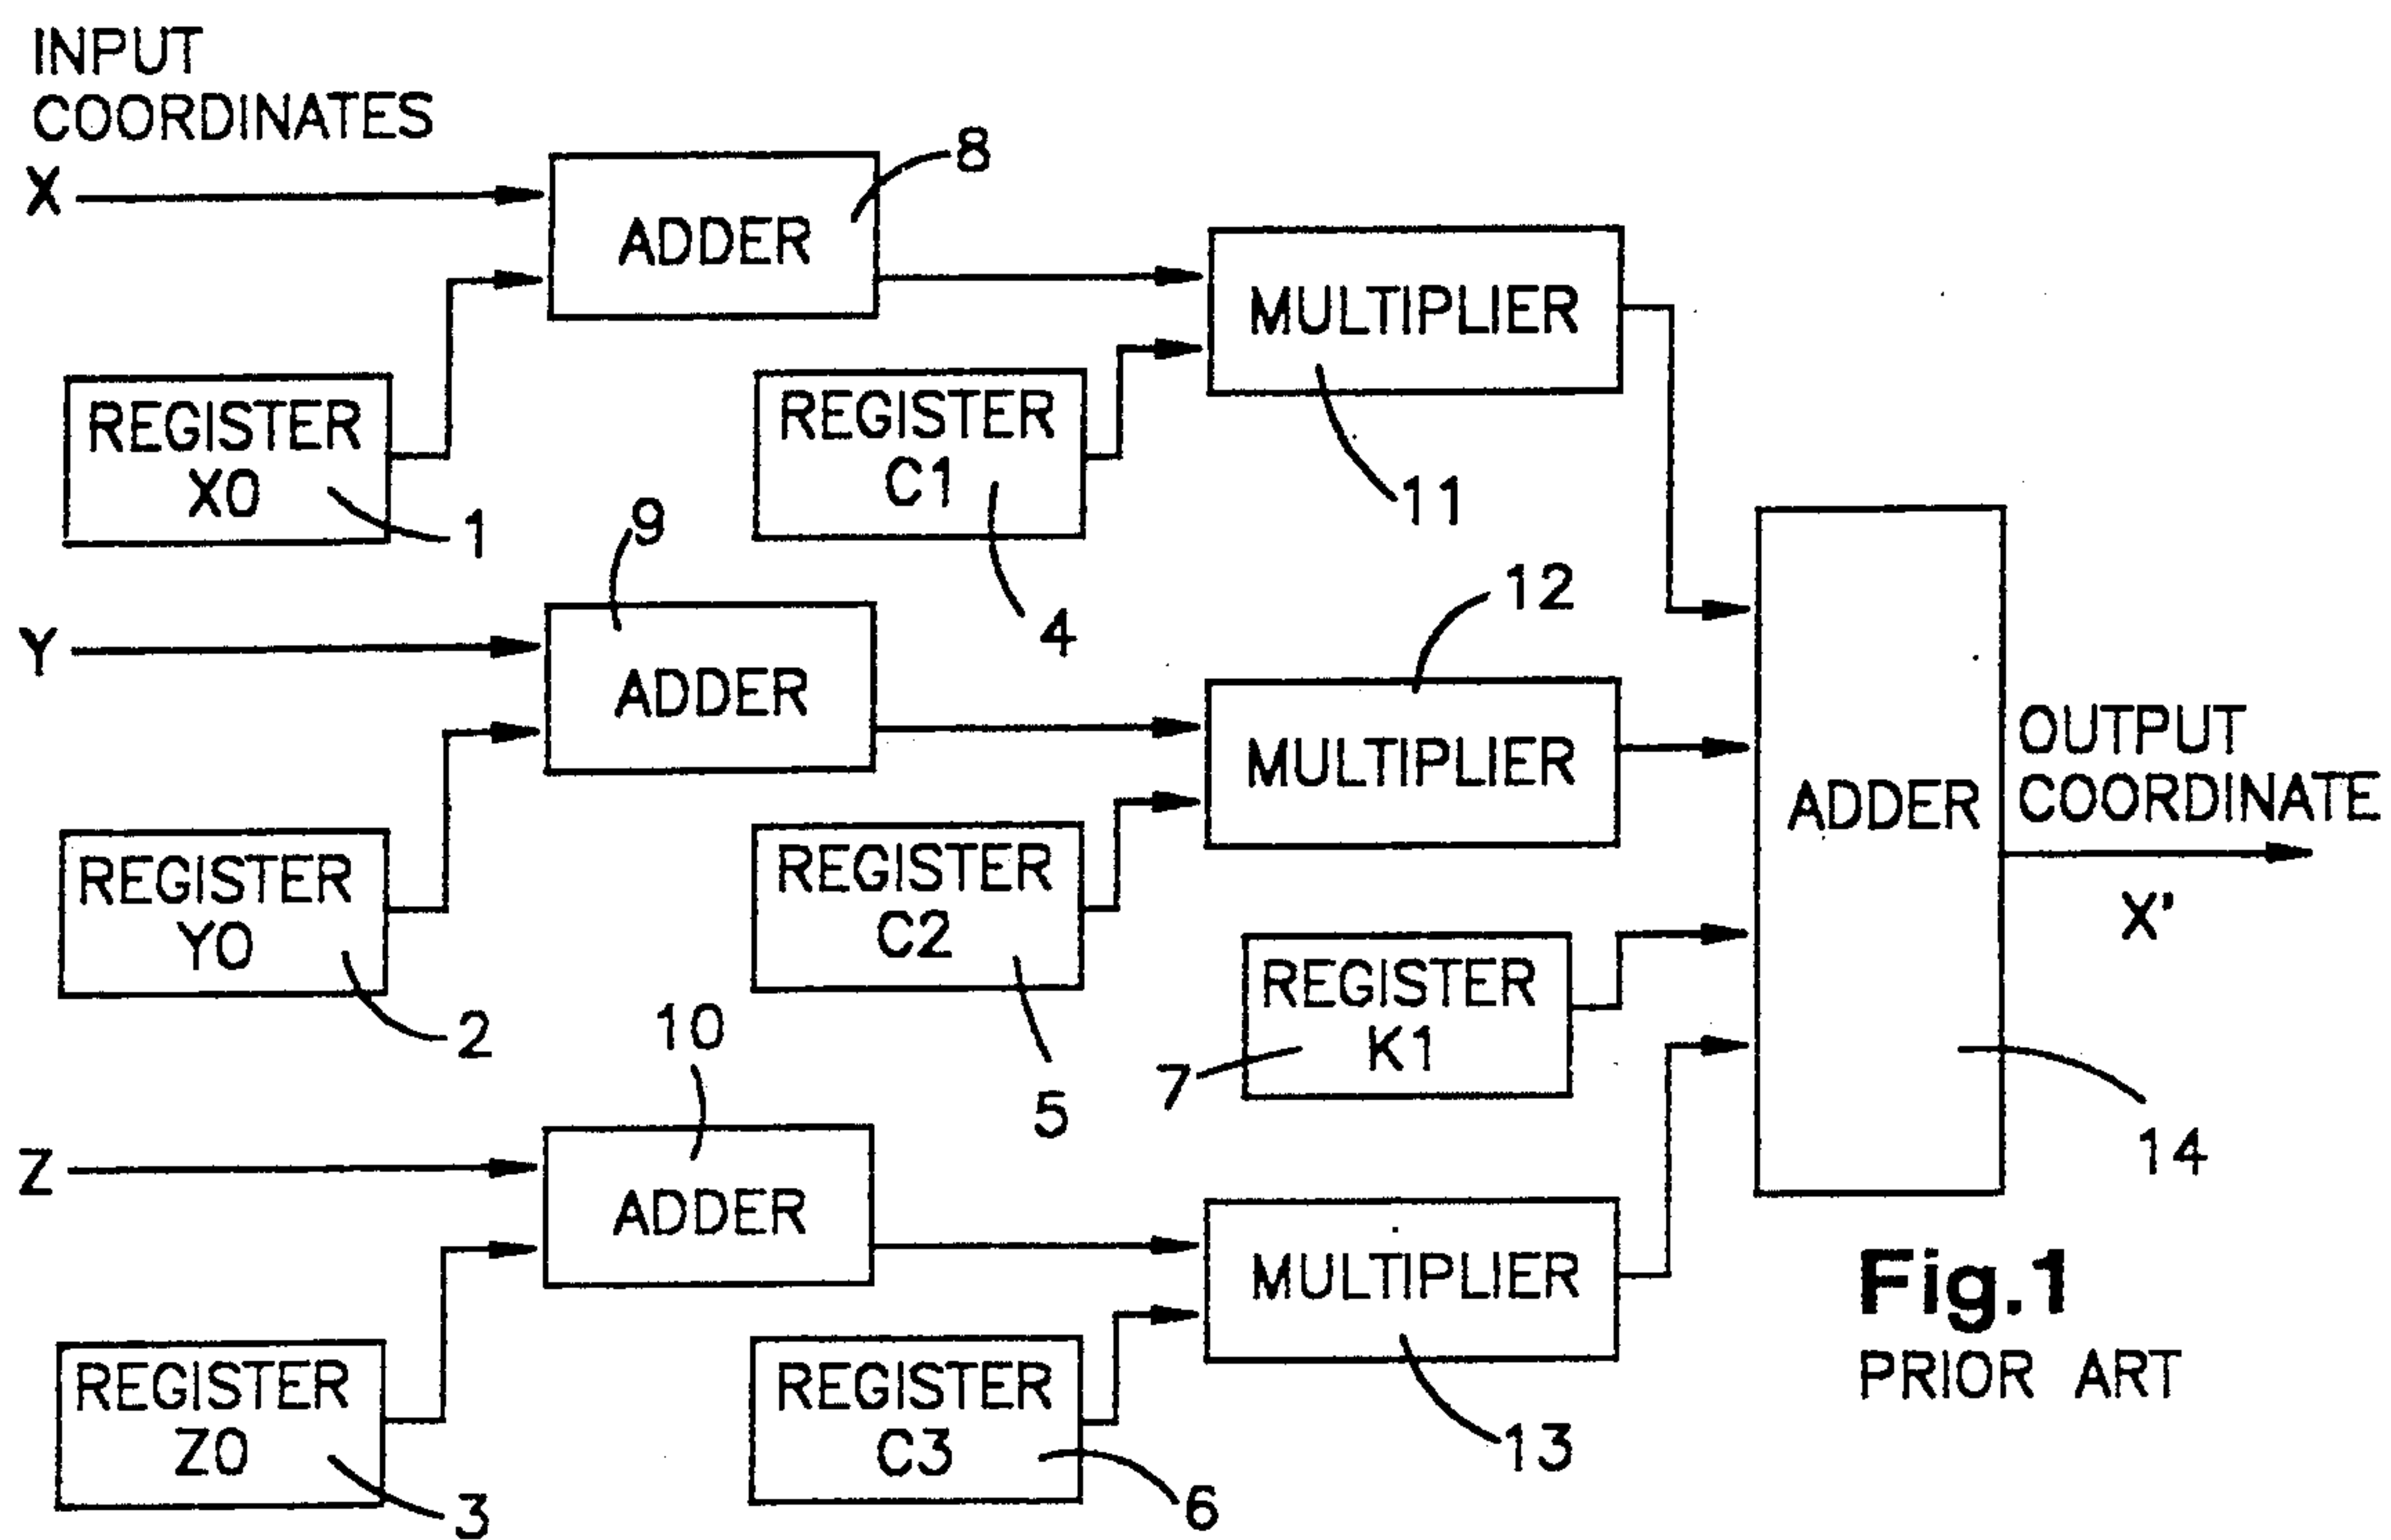 INPUT
COORDINATES
X
ADDER
8
MULTIPLIER
11
REGISTER
X0
1
REGISTER
C1
4
Y
9
ADDER
12
MULTIPLIER
REGISTER
Y0
2
REGISTER
C2
5
REGISTER
K1
7
ADDER
14
OUTPUT
COORDINATE
X'
Z
10
ADDER
MULTIPLIER
13
REGISTER
Z0
3
REGISTER
C3
6
Fig.1
PRIOR ART